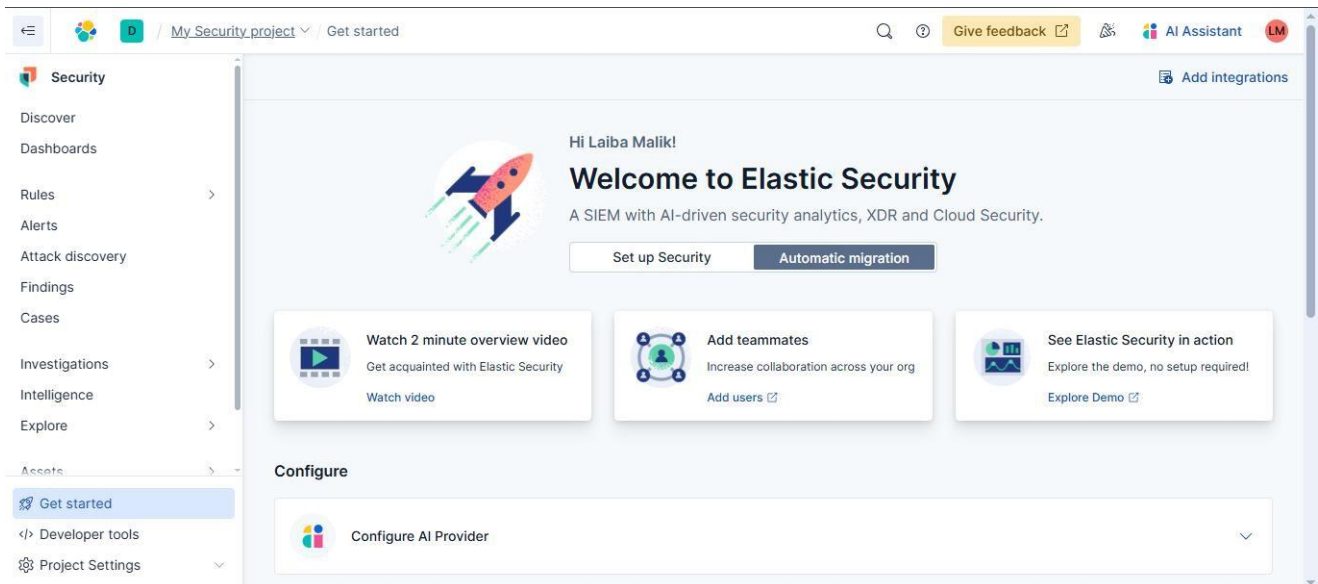 D / My Security project / Get started
Give feedback
AI Assistant
LM
Security
Add integrations
Discover
Dashboards
Rules
Alerts
Attack discovery
Findings
Cases
Investigations
Intelligence
Explore
Assets
Get started
</> Developer tools
Project Settings
Hi Laiba Malik!
Welcome to Elastic Security
A SIEM with AI-driven security analytics, XDR and Cloud Security.
Set up Security
Automatic migration
Watch 2 minute overview video
Get acquainted with Elastic Security
Watch video
Add teammates
Increase collaboration across your org
Add users
See Elastic Security in action
Explore the demo, no setup required!
Explore Demo
Configure
Configure AI Provider